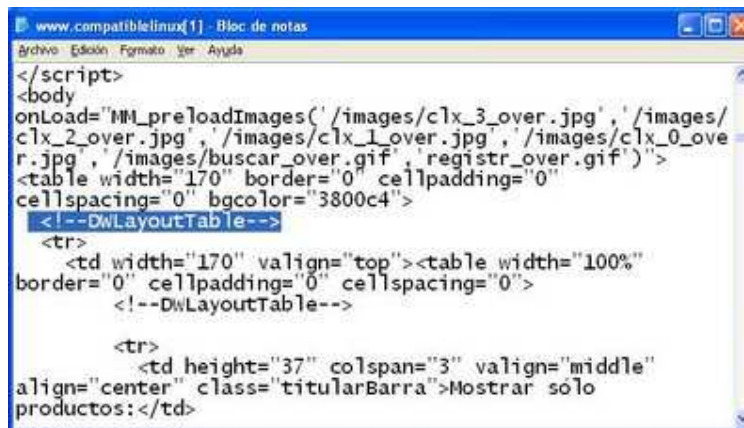 www.compatiblelinux[1] - Bloc de notas
Archivo Edición Formato Ver Ayuda
</script>
<body
onLoad="MM_preloadImages('/images/clx_3_over.jpg','/images/
clx_2_over.jpg','/images/clx_1_over.jpg','/images/clx_0_ove
r.jpg','/images/buscar_over.gif','registr_over.gif')">
<table width="170" border="0" cellpadding="0"
cellspacing="0" bgcolor="3800c4">
<!--DWLayoutTable-->
<tr>
<td width="170" valign="top"><table width="100%"
border="0" cellpadding="0" cellspacing="0">
<!--DWLayoutTable-->
<tr>
<td height="37" colspan="3" valign="middle"
align="center" class="titularBarra">Mostrar sólo
productos:</td>